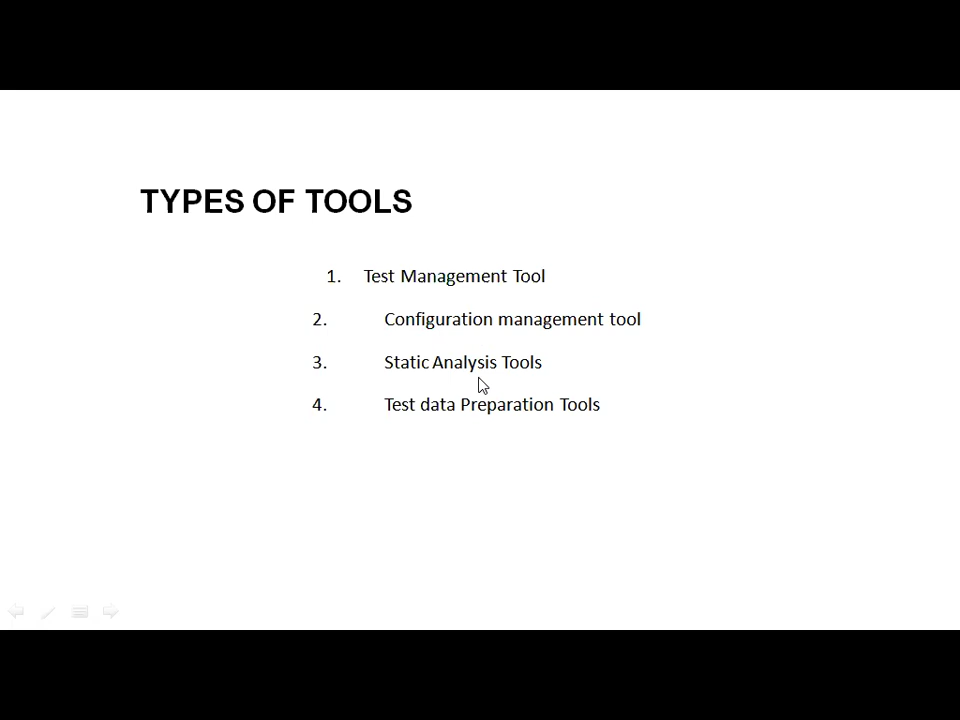 TYPES OF TOOLS
1. Test Management Tool
2. Configuration management tool
3. Static Analysis Tools
4. Test data Preparation Tools